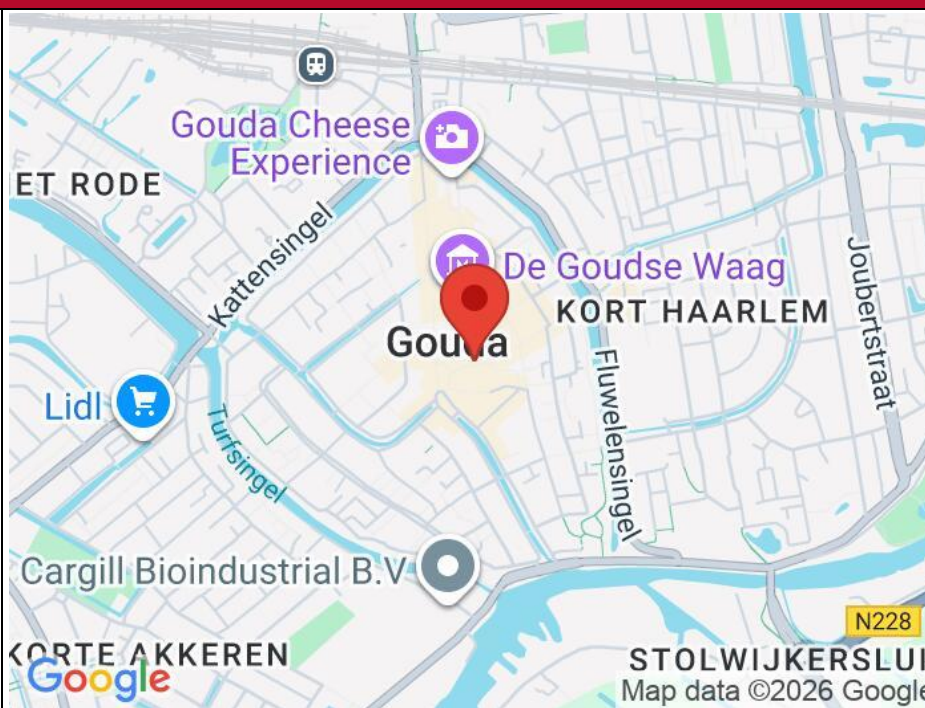 Gouda Cheese
Experience
ET RODE
Kattensingel
De Goudse Waag
KORT HAARLEM
Joubertstraat
Gouda
Fluwelensingel
Lidl
Turfsingel
Cargill Bioindustrial B.V
N228
KORTE AKKEREN
STOLWIJKERSLUI
Google
Map data ©2026 Google